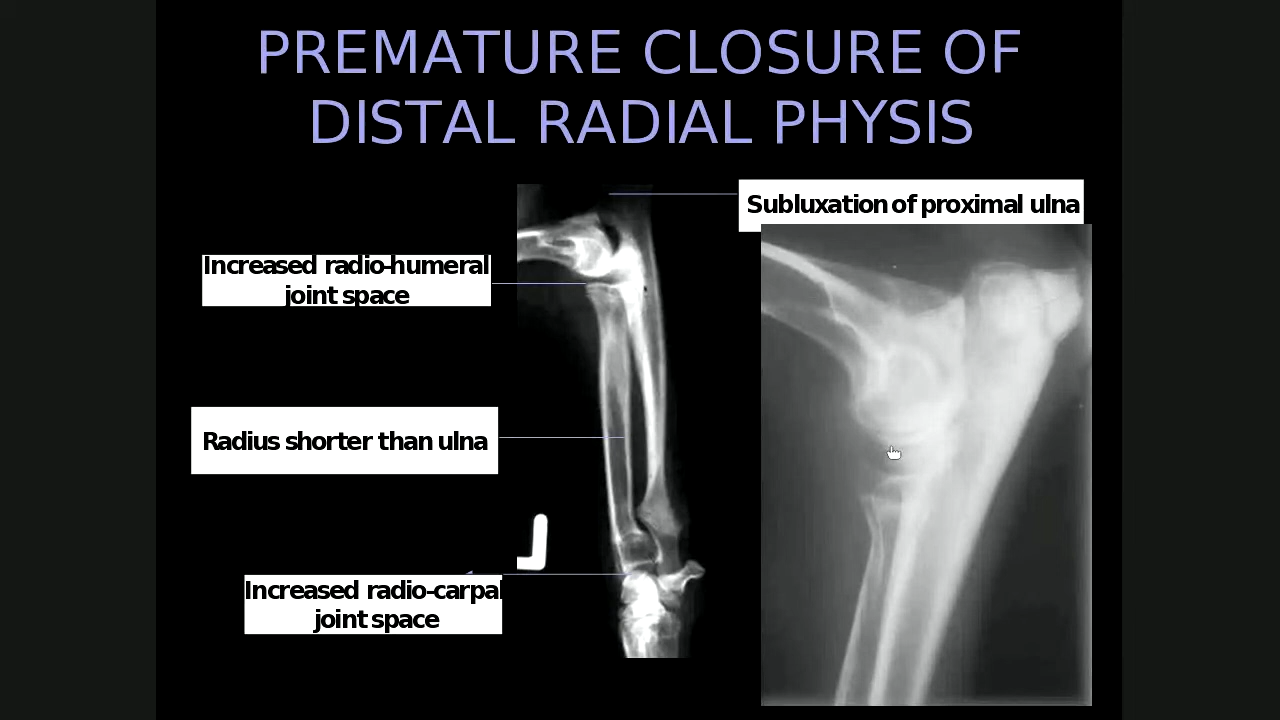 PREMATURE CLOSURE OF
DISTAL RADIAL PHYSIS
Subluxation of proximal ulna
Increased radio-humeral
joint space
Radius shorter than ulna
L
Increased radio-carpal
joint space